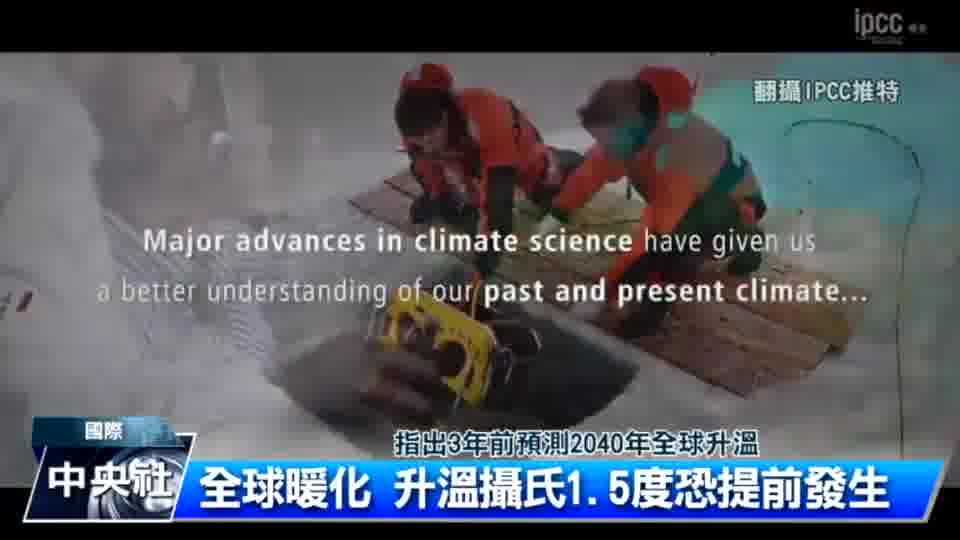 ipcc
翻攝IPCC推特
Major advances in climate science have given us
a better understanding of our past and present climate...
國際
指出3年前預測2040年全球升溫
中央社
全球暖化 升溫攝氏1.5度恐提前發生